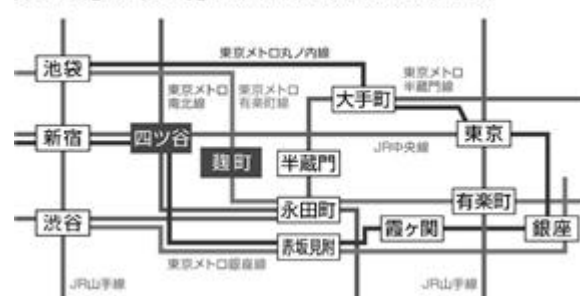 東京メトロ丸ノ内線
池袋
東京メトロ
南北線
東京メトロ
有楽町線
東京メトロ
半蔵門線
大手町
新宿
四ツ谷
東京
JR中央線
麹町
半蔵門
永田町
有楽町
渋谷
霞ヶ関
銀座
赤坂見附
東京メトロ銀座線
JR山手線
JR山手線